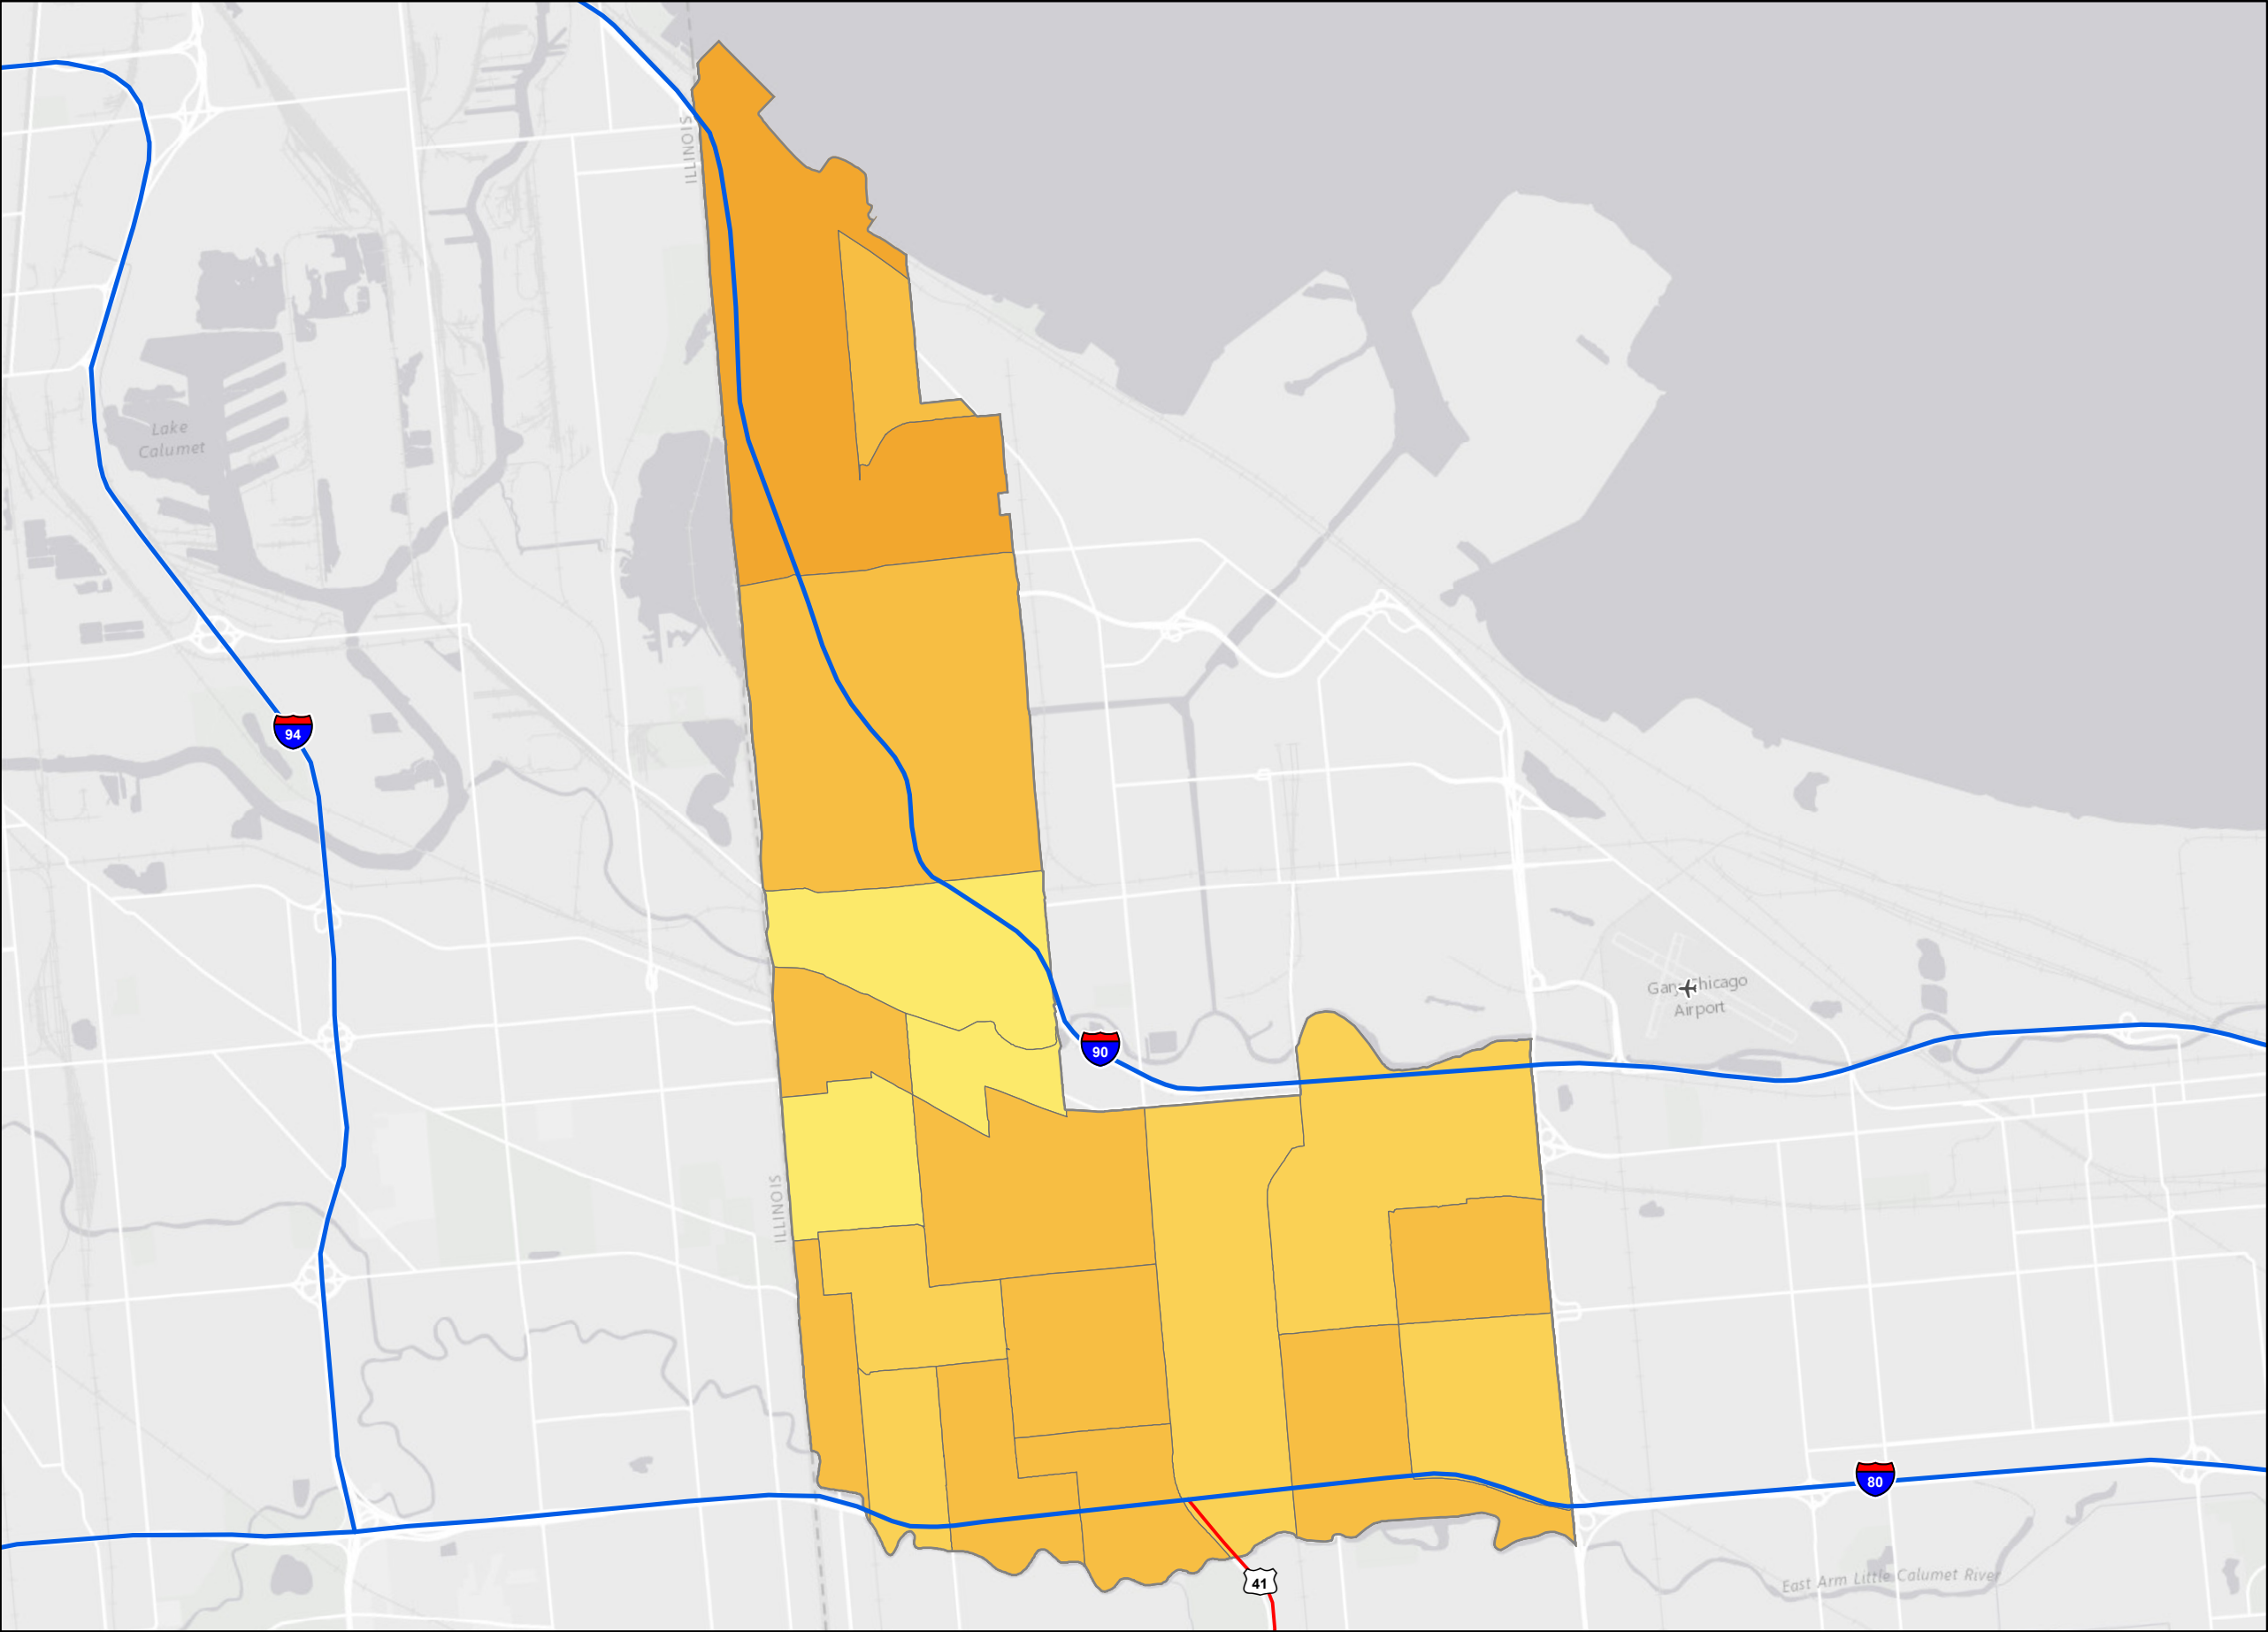 ILLINOIS
Lake
Calumet
94
Gary/Chicago
Airport
90
ILLINOIS
80
41
East Arm Little Calumet River